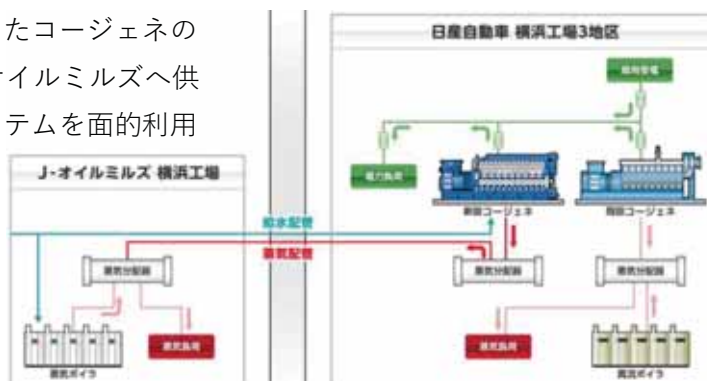 たコージェネの
オイルミルズへ供
テムを面的利用
日産自動車 横浜工場3地区
電力負荷
新設コージェネ
既設コージェネ
J-オイルミルズ 横浜工場
給水配管
蒸気配管
蒸気分配器
蒸気分配器
蒸気分配器
蒸気負荷
蒸気負荷
蒸気ボイラ
貫流ボイラ